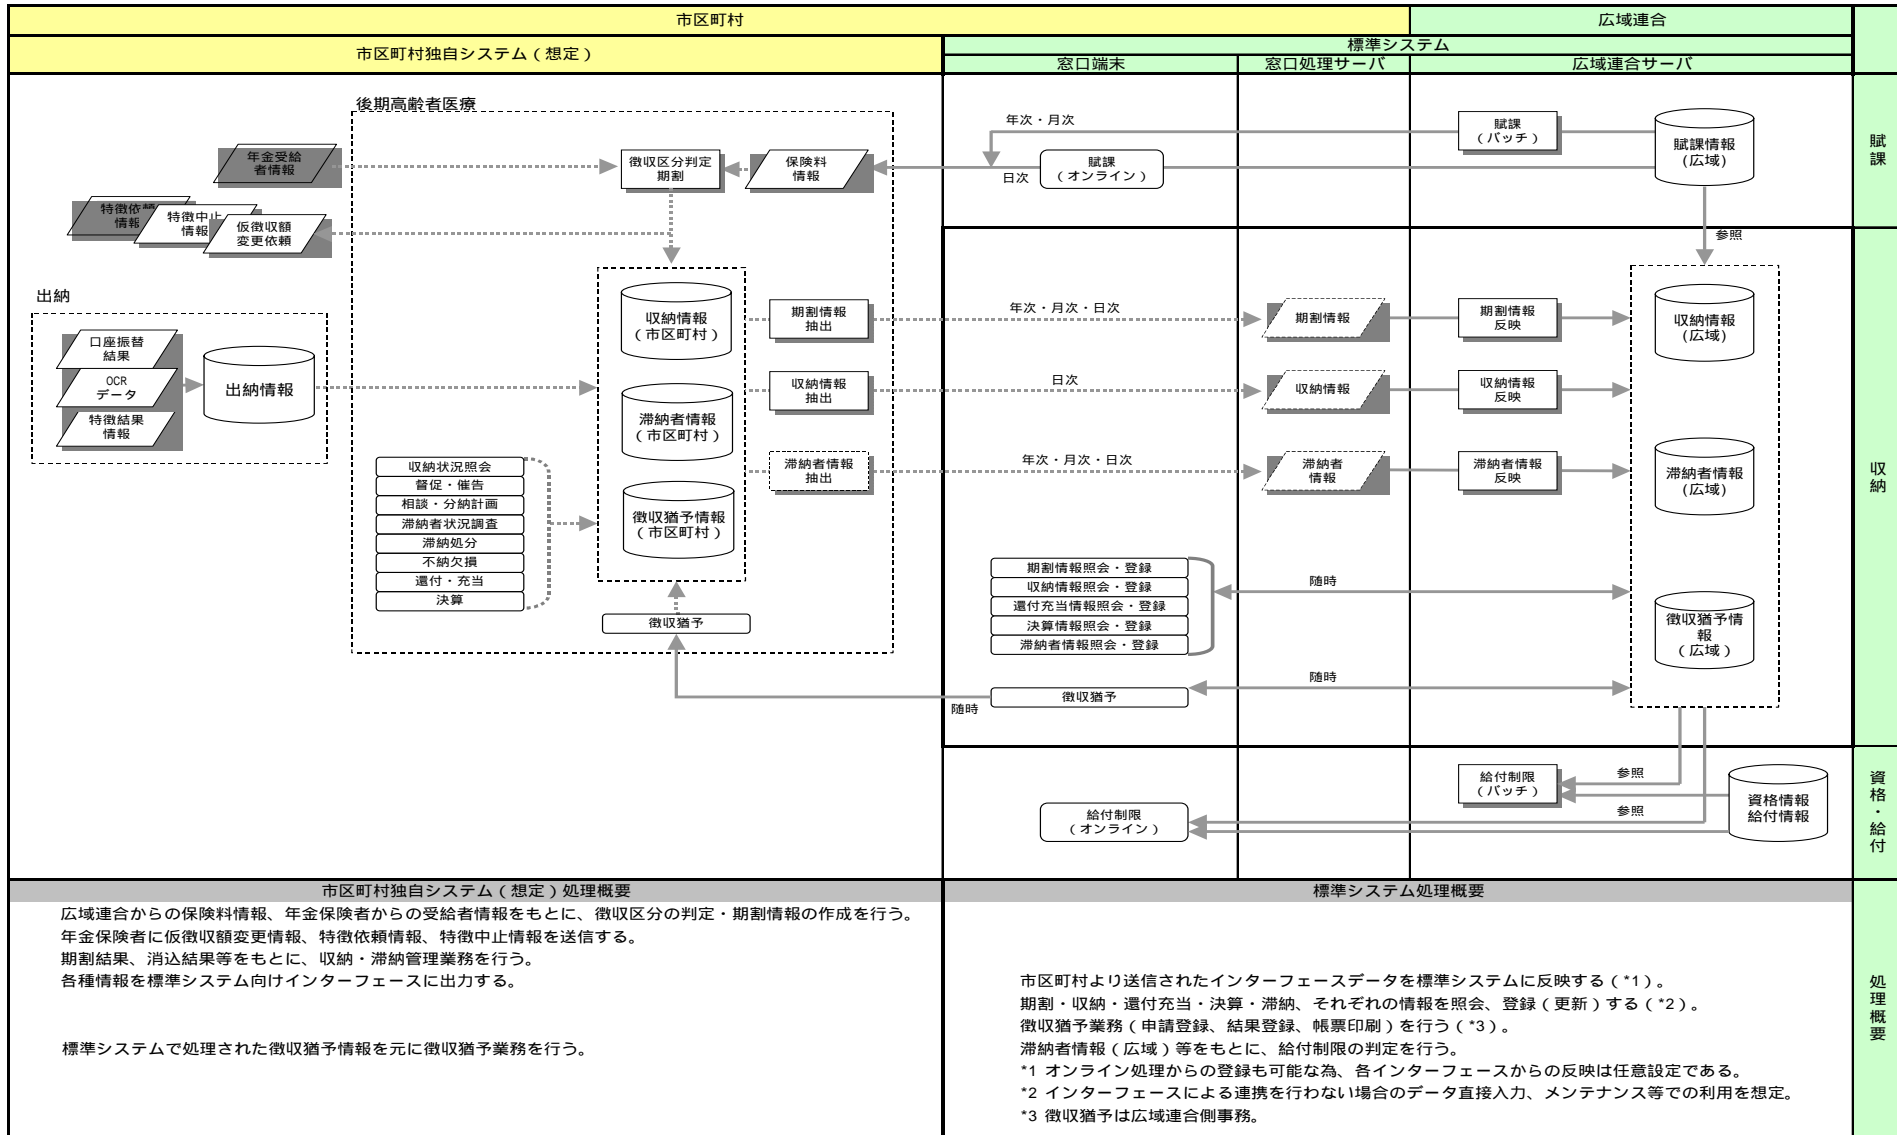 市区町村
広域連合
市区町村独自システム（想定）
標準システム
窓口端末
窓口処理サーバ
広域連合サーバ
後期高齢者医療
年金受給
者情報
徴収区分判定
期割
保険料
情報
特徴依頼
情報
特徴中止
情報
仮徴収額
変更依頼
年次・月次
日次
賦課
（オンライン）
賦課
（バッチ）
賦課情報
(広域)
参照
賦課
出納
口座振替
結果
OCR
データ
特徴結果
情報
出納情報
収納情報
（市区町村）
滞納者情報
（市区町村）
徴収猶予情報
（市区町村）
期割情報
抽出
収納情報
抽出
滞納者情報
抽出
年次・月次・日次
日次
年次・月次・日次
期割情報
収納情報
滞納者
情報
期割情報
反映
収納情報
反映
滞納者情報
反映
収納情報
(広域)
滞納者情報
(広域)
徴収猶予情
報
（広域）
収納
収納状況照会
督促・催告
相談・分納計画
滞納者状況調査
滞納処分
不納欠損
還付・充当
決算
徴収猶予
期割情報照会・登録
収納情報照会・登録
還付充当情報照会・登録
決算情報照会・登録
滞納者情報照会・登録
随時
徴収猶予
随時
随時
給付制限
（バッチ）
参照
給付制限
（オンライン）
参照
資格情報
給付情報
資格・給付
市区町村独自システム（想定）処理概要
広域連合からの保険料情報、年金保険者からの受給者情報をもとに、徴収区分の判定・期割情報の作成を行う。
年金保険者に仮徴収額変更情報、特徴依頼情報、特徴中止情報を送信する。
期割結果、消込結果等をもとに、収納・滞納管理業務を行う。
各種情報を標準システム向けインターフェースに出力する。
標準システムで処理された徴収猶予情報を元に徴収猶予業務を行う。
標準システム処理概要
市区町村より送信されたインターフェースデータを標準システムに反映する（*1）。
期割・収納・還付充当・決算・滞納、それぞれの情報を照会、登録（更新）する（*2）。
徴収猶予業務（申請登録、結果登録、帳票印刷）を行う（*3）。
滞納者情報（広域）等をもとに、給付制限の判定を行う。
*1 オンライン処理からの登録も可能な為、各インターフェースからの反映は任意設定である。
*2 インターフェースによる連携を行わない場合のデータ直接入力、メンテナンス等での利用を想定。
*3 徴収猶予は広域連合側事務。
処理概要